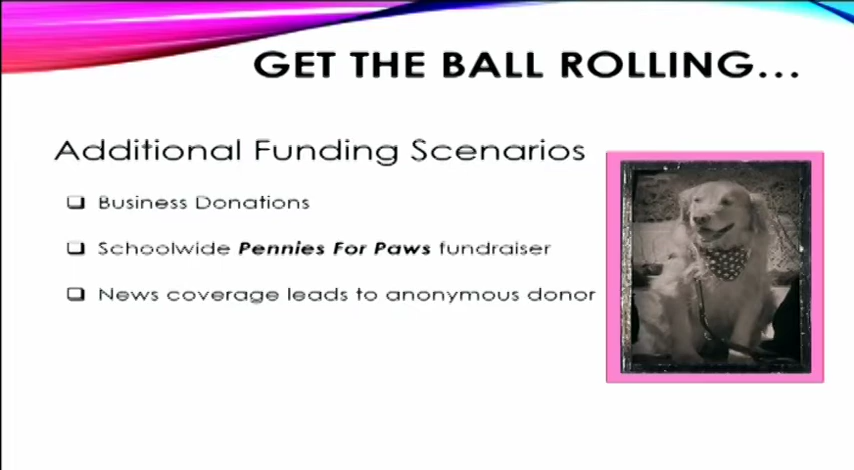 GET THE BALL ROLLING...
Additional Funding Scenarios
❑ Business Donations
❑ Schoolwide Pennies For Paws fundraiser
❑ News coverage leads to anonymous donor